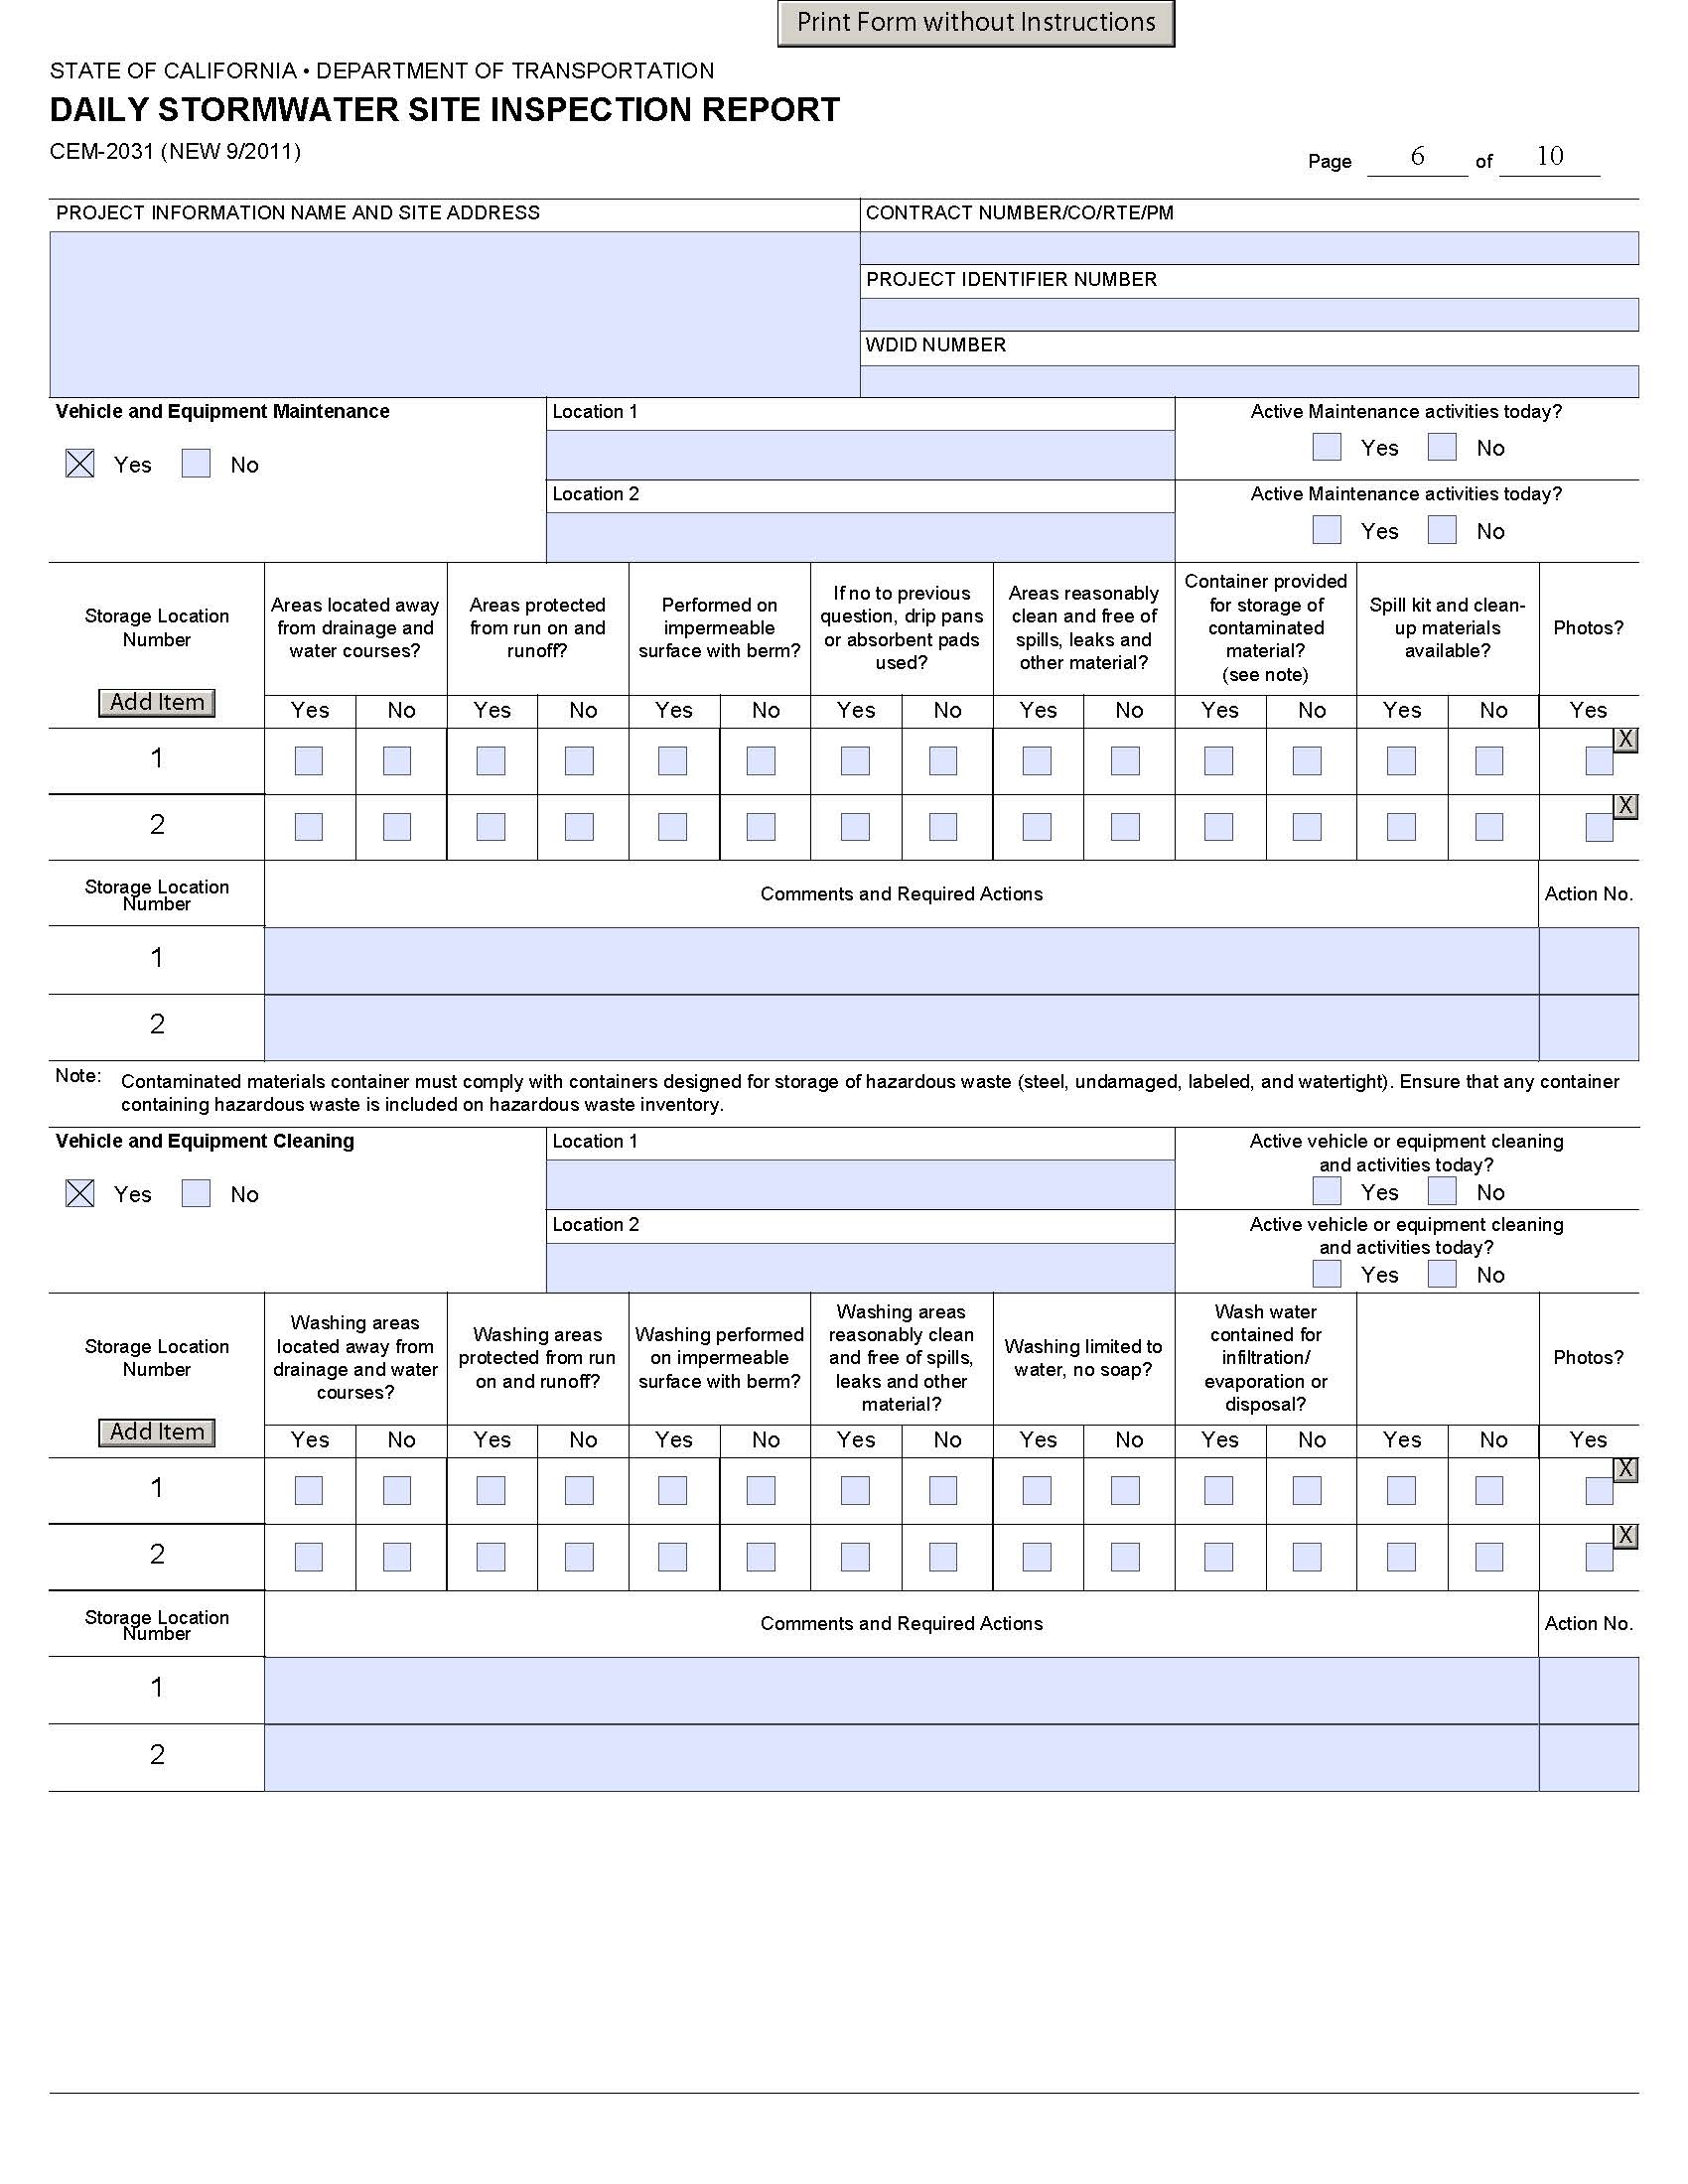 Print Form without Instructions
STATE OF CALIFORNIA • DEPARTMENT OF TRANSPORTATION
DAILY STORMWATER SITE INSPECTION REPORT
CEM-2031 (NEW 9/2011)
Page 6 of 10
PROJECT INFORMATION NAME AND SITE ADDRESS
CONTRACT NUMBER/CO/RTE/PM
PROJECT IDENTIFIER NUMBER
WDID NUMBER
Vehicle and Equipment Maintenance
Yes No
Location 1
Active Maintenance activities today?
Yes No
Location 2
Active Maintenance activities today?
Yes No
Storage Location
Number
Add Item
Areas located away
from drainage and
water courses?
Areas protected
from run on and
runoff?
Performed on
impermeable
surface with berm?
If no to previous
question, drip pans
or absorbent pads
used?
Areas reasonably
clean and free of
spills, leaks and
other material?
Container provided
for storage of
contaminated
material?
(see note)
Spill kit and clean-
up materials
available?
Photos?
Yes No Yes No Yes No Yes No Yes No Yes No Yes No Yes
1 X
2 X
Storage Location
Number
Comments and Required Actions
Action No.
1
2
Note: Contaminated materials container must comply with containers designed for storage of hazardous waste (steel, undamaged, labeled, and watertight). Ensure that any container
containing hazardous waste is included on hazardous waste inventory.
Vehicle and Equipment Cleaning
Yes No
Location 1
Active vehicle or equipment cleaning
and activities today?
Yes No
Location 2
Active vehicle or equipment cleaning
and activities today?
Yes No
Storage Location
Number
Add Item
Washing areas
located away from
drainage and water
courses?
Washing areas
protected from run
on and runoff?
Washing performed
on impermeable
surface with berm?
Washing areas
reasonably clean
and free of spills,
leaks and other
material?
Washing limited to
water, no soap?
Wash water
contained for
infiltration/
evaporation or
disposal?
Photos?
Yes No Yes No Yes No Yes No Yes No Yes No Yes No Yes
1 X
2 X
Storage Location
Number
Comments and Required Actions
Action No.
1
2